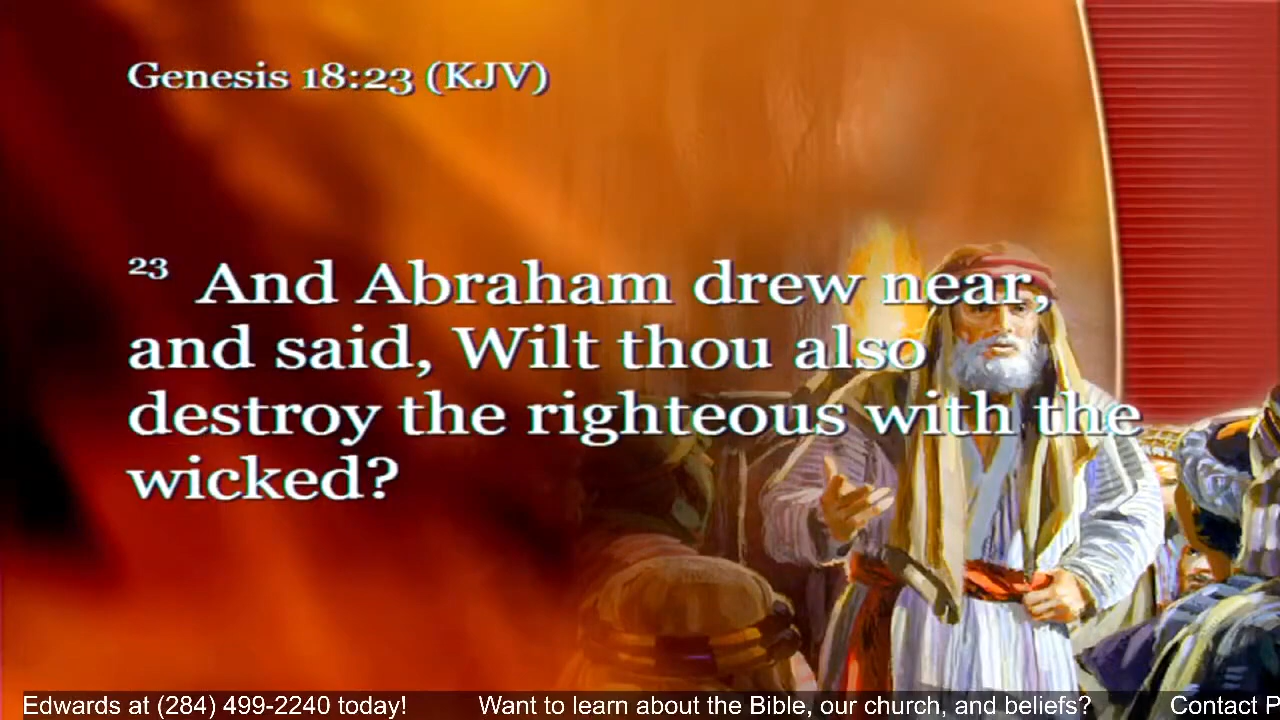 Genesis 18:23 (KJV)
23 And Abraham drew near,
and said, Wilt thou also
destroy the righteous with the
wicked?
Edwards at (284) 499-2240 today! Want to learn about the Bible, our church, and beliefs? Contact P